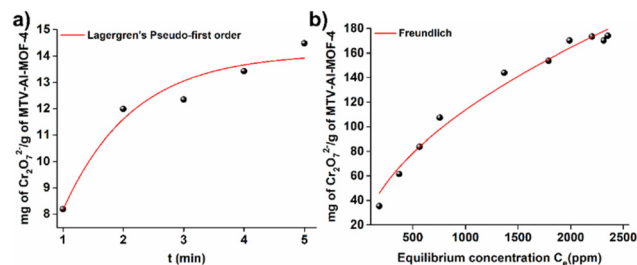 a)
Lagergren's Pseudo-first order
mg of Cr₂O₇²⁻/g of MTV-Al-MOF-4
15
14
13
12
11
10
9
8
1 2 3 4 5
t (min)
b)
Freundlich
mg of Cr₂O₇²⁻/g of MTV-Al-MOF-4
180
160
140
120
100
80
60
40
20
500 1000 1500 2000 2500
Equilibrium concentration Cₑ(ppm)